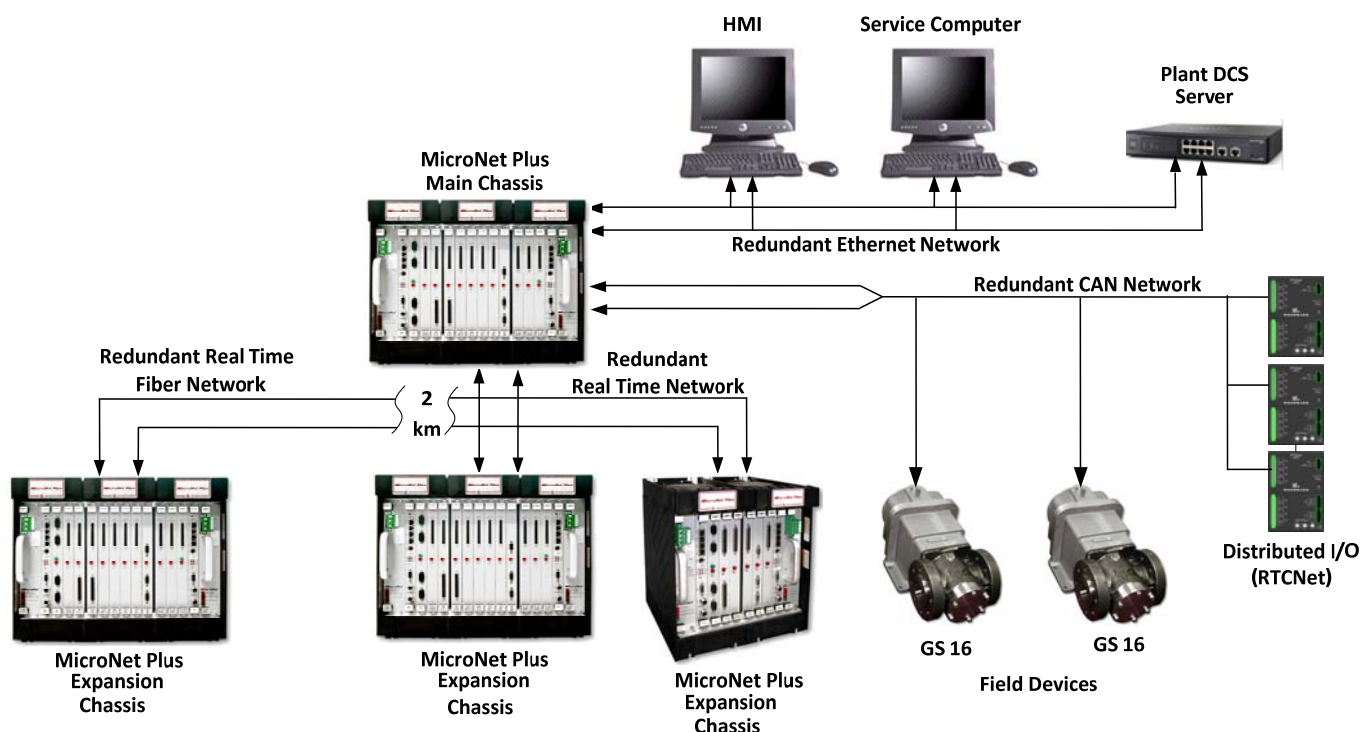 HMI
Service Computer
Plant DCS
Server
MicroNet Plus
Main Chassis
Redundant Ethernet Network
Redundant CAN Network
Redundant Real Time
Fiber Network
2
km
Redundant
Real Time Network
MicroNet Plus
Expansion
Chassis
MicroNet Plus
Expansion
Chassis
MicroNet Plus
Expansion
Chassis
GS 16
GS 16
Field Devices
Distributed I/O
(RTCNet)